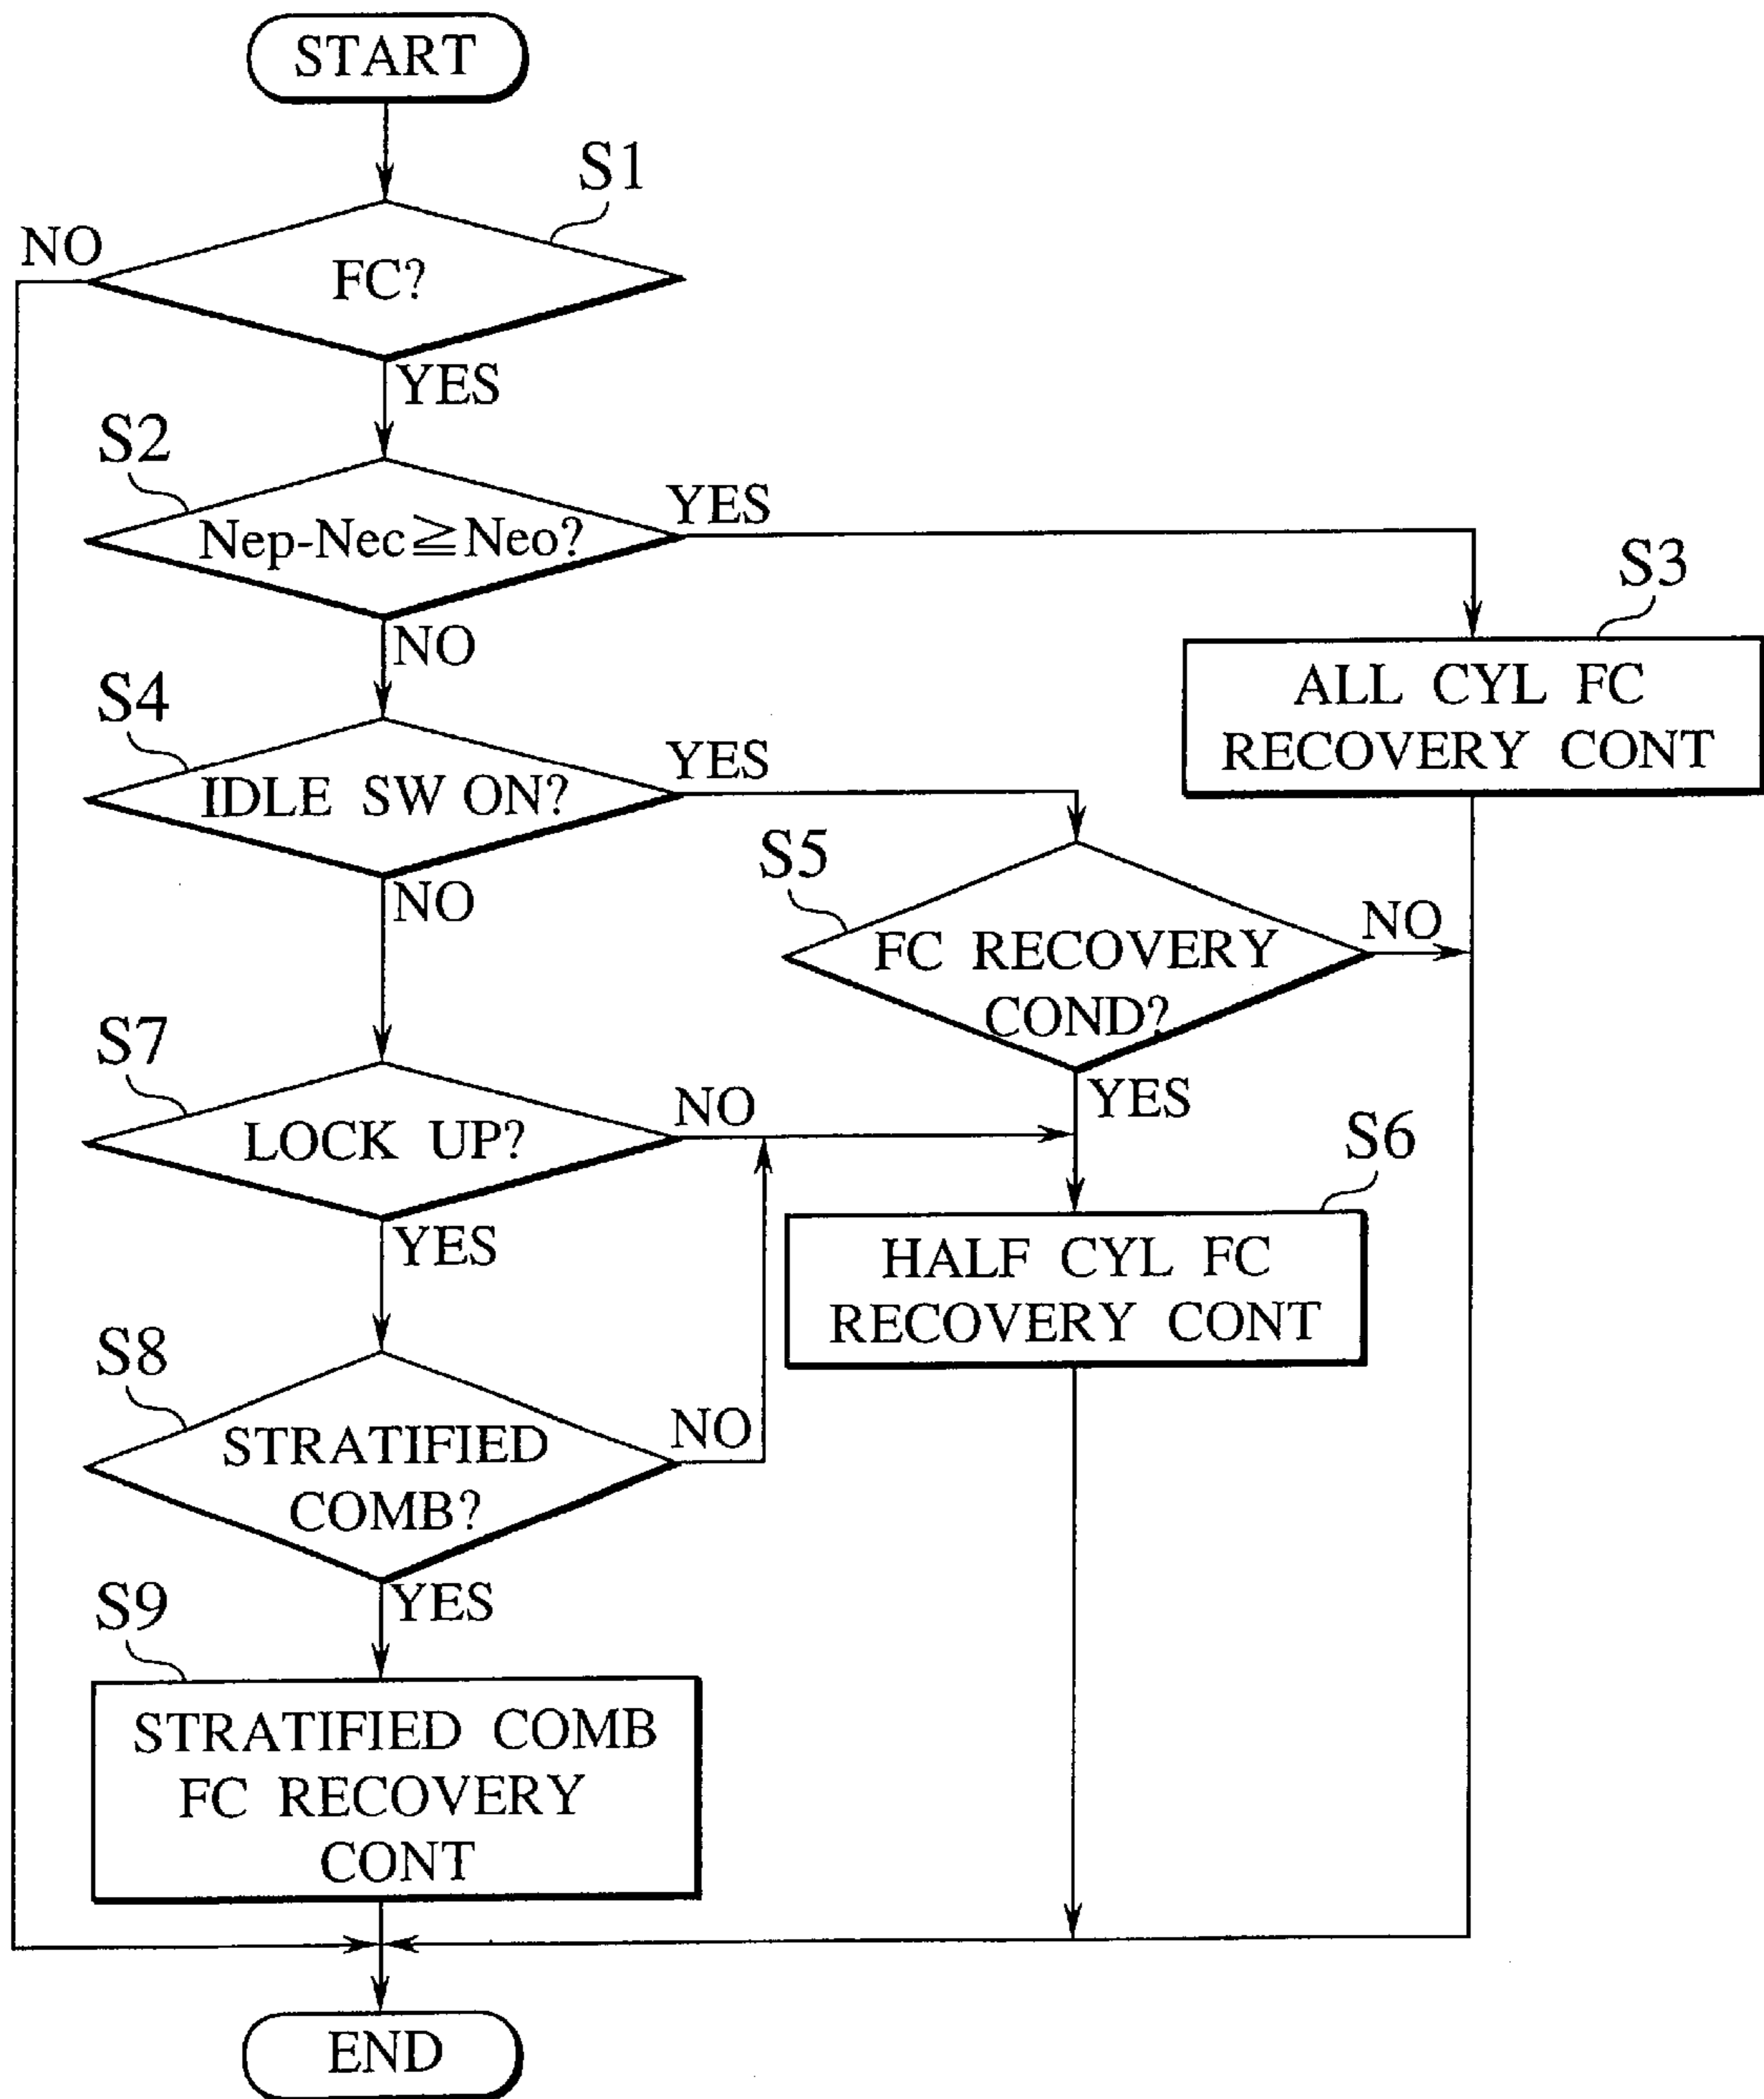 START
S1
NO
FC?
YES
S2
YES
Nep-Nec≧Neo?
S3
NO
ALL CYL FC
RECOVERY CONT
S4
YES
IDLE SW ON?
S5
NO
NO
FC RECOVERY
COND?
S7
NO
YES
LOCK UP?
S6
YES
HALF CYL FC
RECOVERY CONT
S8
NO
STRATIFIED
COMB?
YES
S9
STRATIFIED COMB
FC RECOVERY
CONT
END